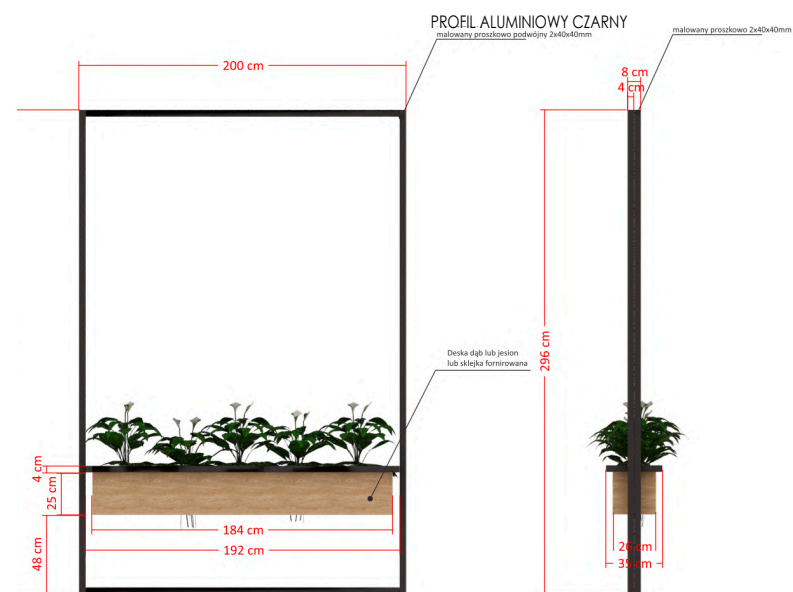 PROFIL ALUMINIOWY CZARNY
malowany proszkowo podwójny 2x40x40mm
malowany proszkowo 2x40x40mm
200 cm
8 cm
4 cm
296 cm
Deska dąb lub jesion
lub sklejka fornirowana
4 cm
25 cm
184 cm
192 cm
48 cm
26 cm
35 cm